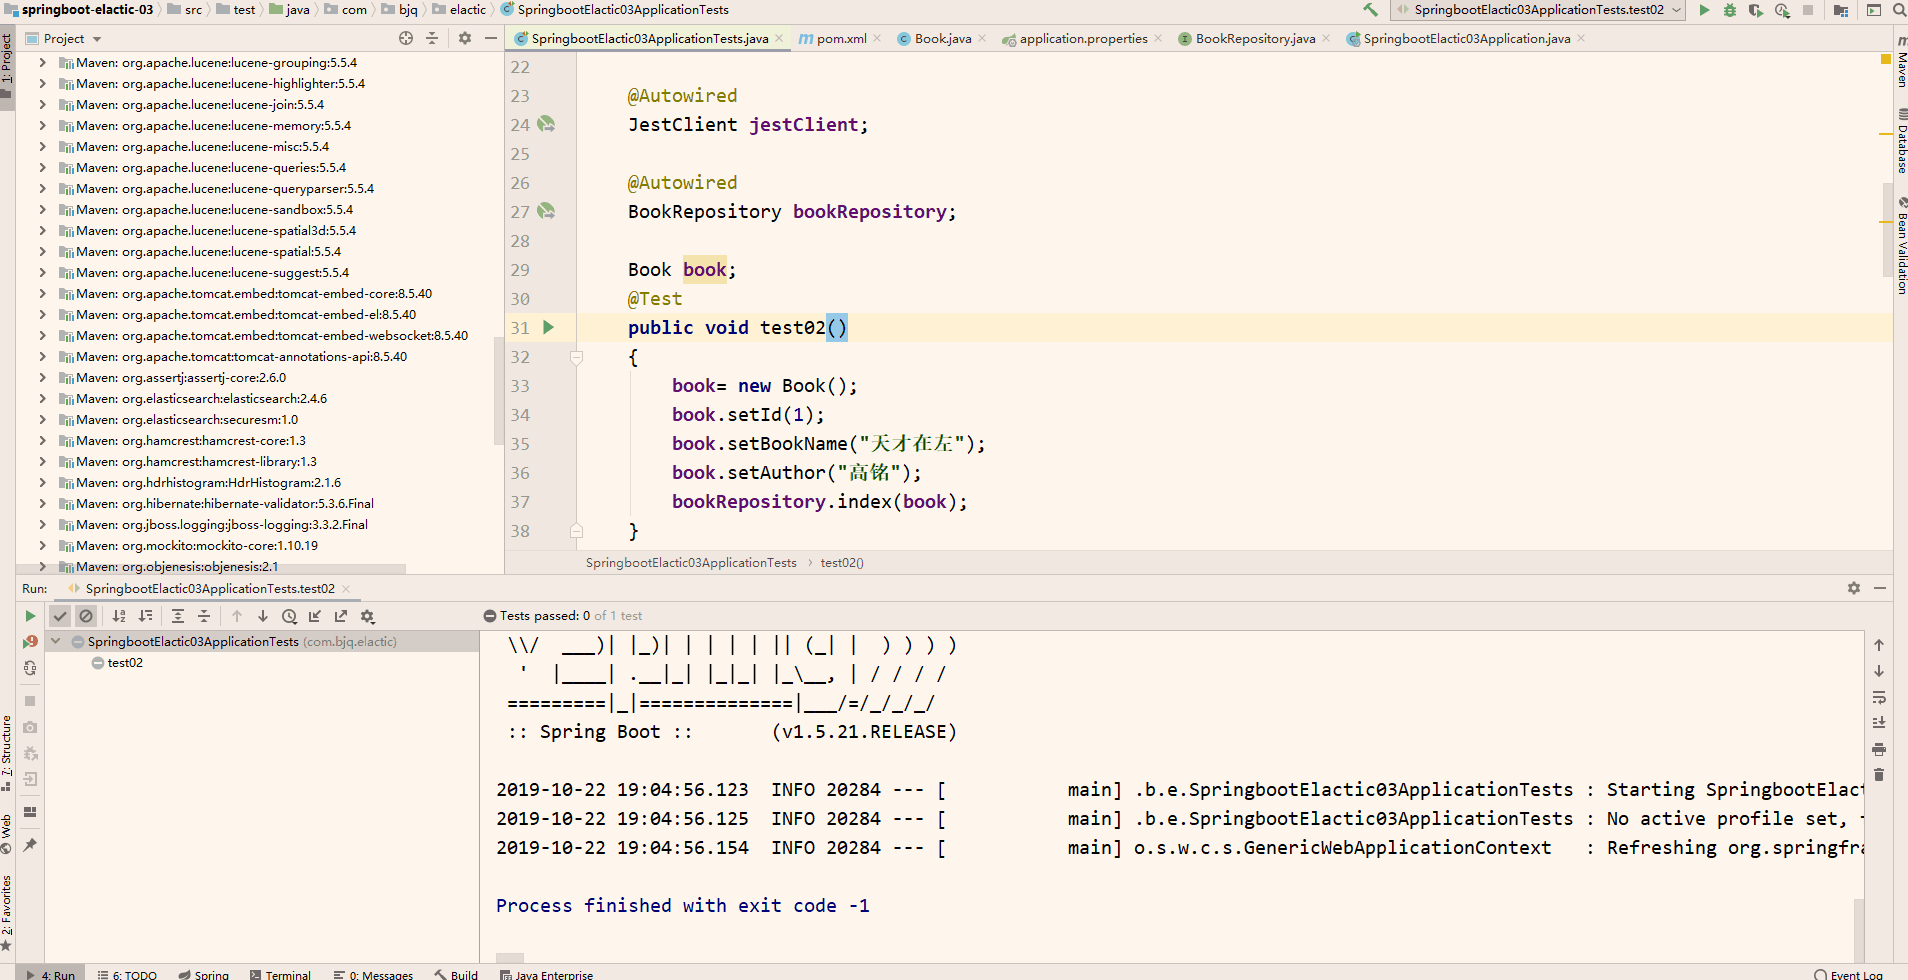 springboot-elactic-03 src test java com bjq elactic SpringbootElactic03ApplicationTests
SpringbootElactic03ApplicationTests.test02
Project
SpringbootElactic03ApplicationTests.java pom.xml Book.java application.properties BookRepository.java SpringbootElactic03Application.java
1: Project
Maven: org.apache.lucene:lucene-grouping:5.5.4
Maven: org.apache.lucene:lucene-highlighter:5.5.4
Maven: org.apache.lucene:lucene-join:5.5.4
Maven: org.apache.lucene:lucene-memory:5.5.4
Maven: org.apache.lucene:lucene-misc:5.5.4
Maven: org.apache.lucene:lucene-queries:5.5.4
Maven: org.apache.lucene:lucene-queryparser:5.5.4
Maven: org.apache.lucene:lucene-sandbox:5.5.4
Maven: org.apache.lucene:lucene-spatial3d:5.5.4
Maven: org.apache.lucene:lucene-spatial:5.5.4
Maven: org.apache.lucene:lucene-suggest:5.5.4
Maven: org.apache.tomcat.embed:tomcat-embed-core:8.5.40
Maven: org.apache.tomcat.embed:tomcat-embed-el:8.5.40
Maven: org.apache.tomcat.embed:tomcat-embed-websocket:8.5.40
Maven: org.apache.tomcat:tomcat-annotations-api:8.5.40
Maven: org.assertj:assertj-core:2.6.0
Maven: org.elasticsearch:elasticsearch:2.4.6
Maven: org.elasticsearch:securesm:1.0
Maven: org.hamcrest:hamcrest-core:1.3
Maven: org.hamcrest:hamcrest-library:1.3
Maven: org.hdrhistogram:HdrHistogram:2.1.6
Maven: org.hibernate:hibernate-validator:5.3.6.Final
Maven: org.jboss.logging:jboss-logging:3.3.2.Final
Maven: org.mockito:mockito-core:1.10.19
Maven: org.objenesis:objenesis:2.1
22
23 @Autowired
24 JestClient jestClient;
25
26 @Autowired
27 BookRepository bookRepository;
28
29 Book book;
30 @Test
31 public void test02()
32 {
33 book= new Book();
34 book.setId(1);
35 book.setBookName("天才在左");
36 book.setAuthor("高铭");
37 bookRepository.index(book);
38 }
SpringbootElactic03ApplicationTests › test02()
Maven
Database
Bean Validation
Run: SpringbootElactic03ApplicationTests.test02
Tests passed: 0 of 1 test
SpringbootElactic03ApplicationTests (com.bjq.elactic)
test02
\\/  ___)| |_)| | | | | || (_| |  ) ) ) )
'  |____| .__|_| |_|_| |_\__, | / / / /
=========|_|==============|___/=/_/_/_/
:: Spring Boot ::       (v1.5.21.RELEASE)
2019-10-22 19:04:56.123  INFO 20284 --- [           main] .b.e.SpringbootElactic03ApplicationTests : Starting SpringbootElact
2019-10-22 19:04:56.125  INFO 20284 --- [           main] .b.e.SpringbootElactic03ApplicationTests : No active profile set,
2019-10-22 19:04:56.154  INFO 20284 --- [           main] o.s.w.c.s.GenericWebApplicationContext   : Refreshing org.springfra
Process finished with exit code -1
7: Structure
Web
2: Favorites
4: Run 6: TODO Spring Terminal 0: Messages Build Java Enterprise Event Log